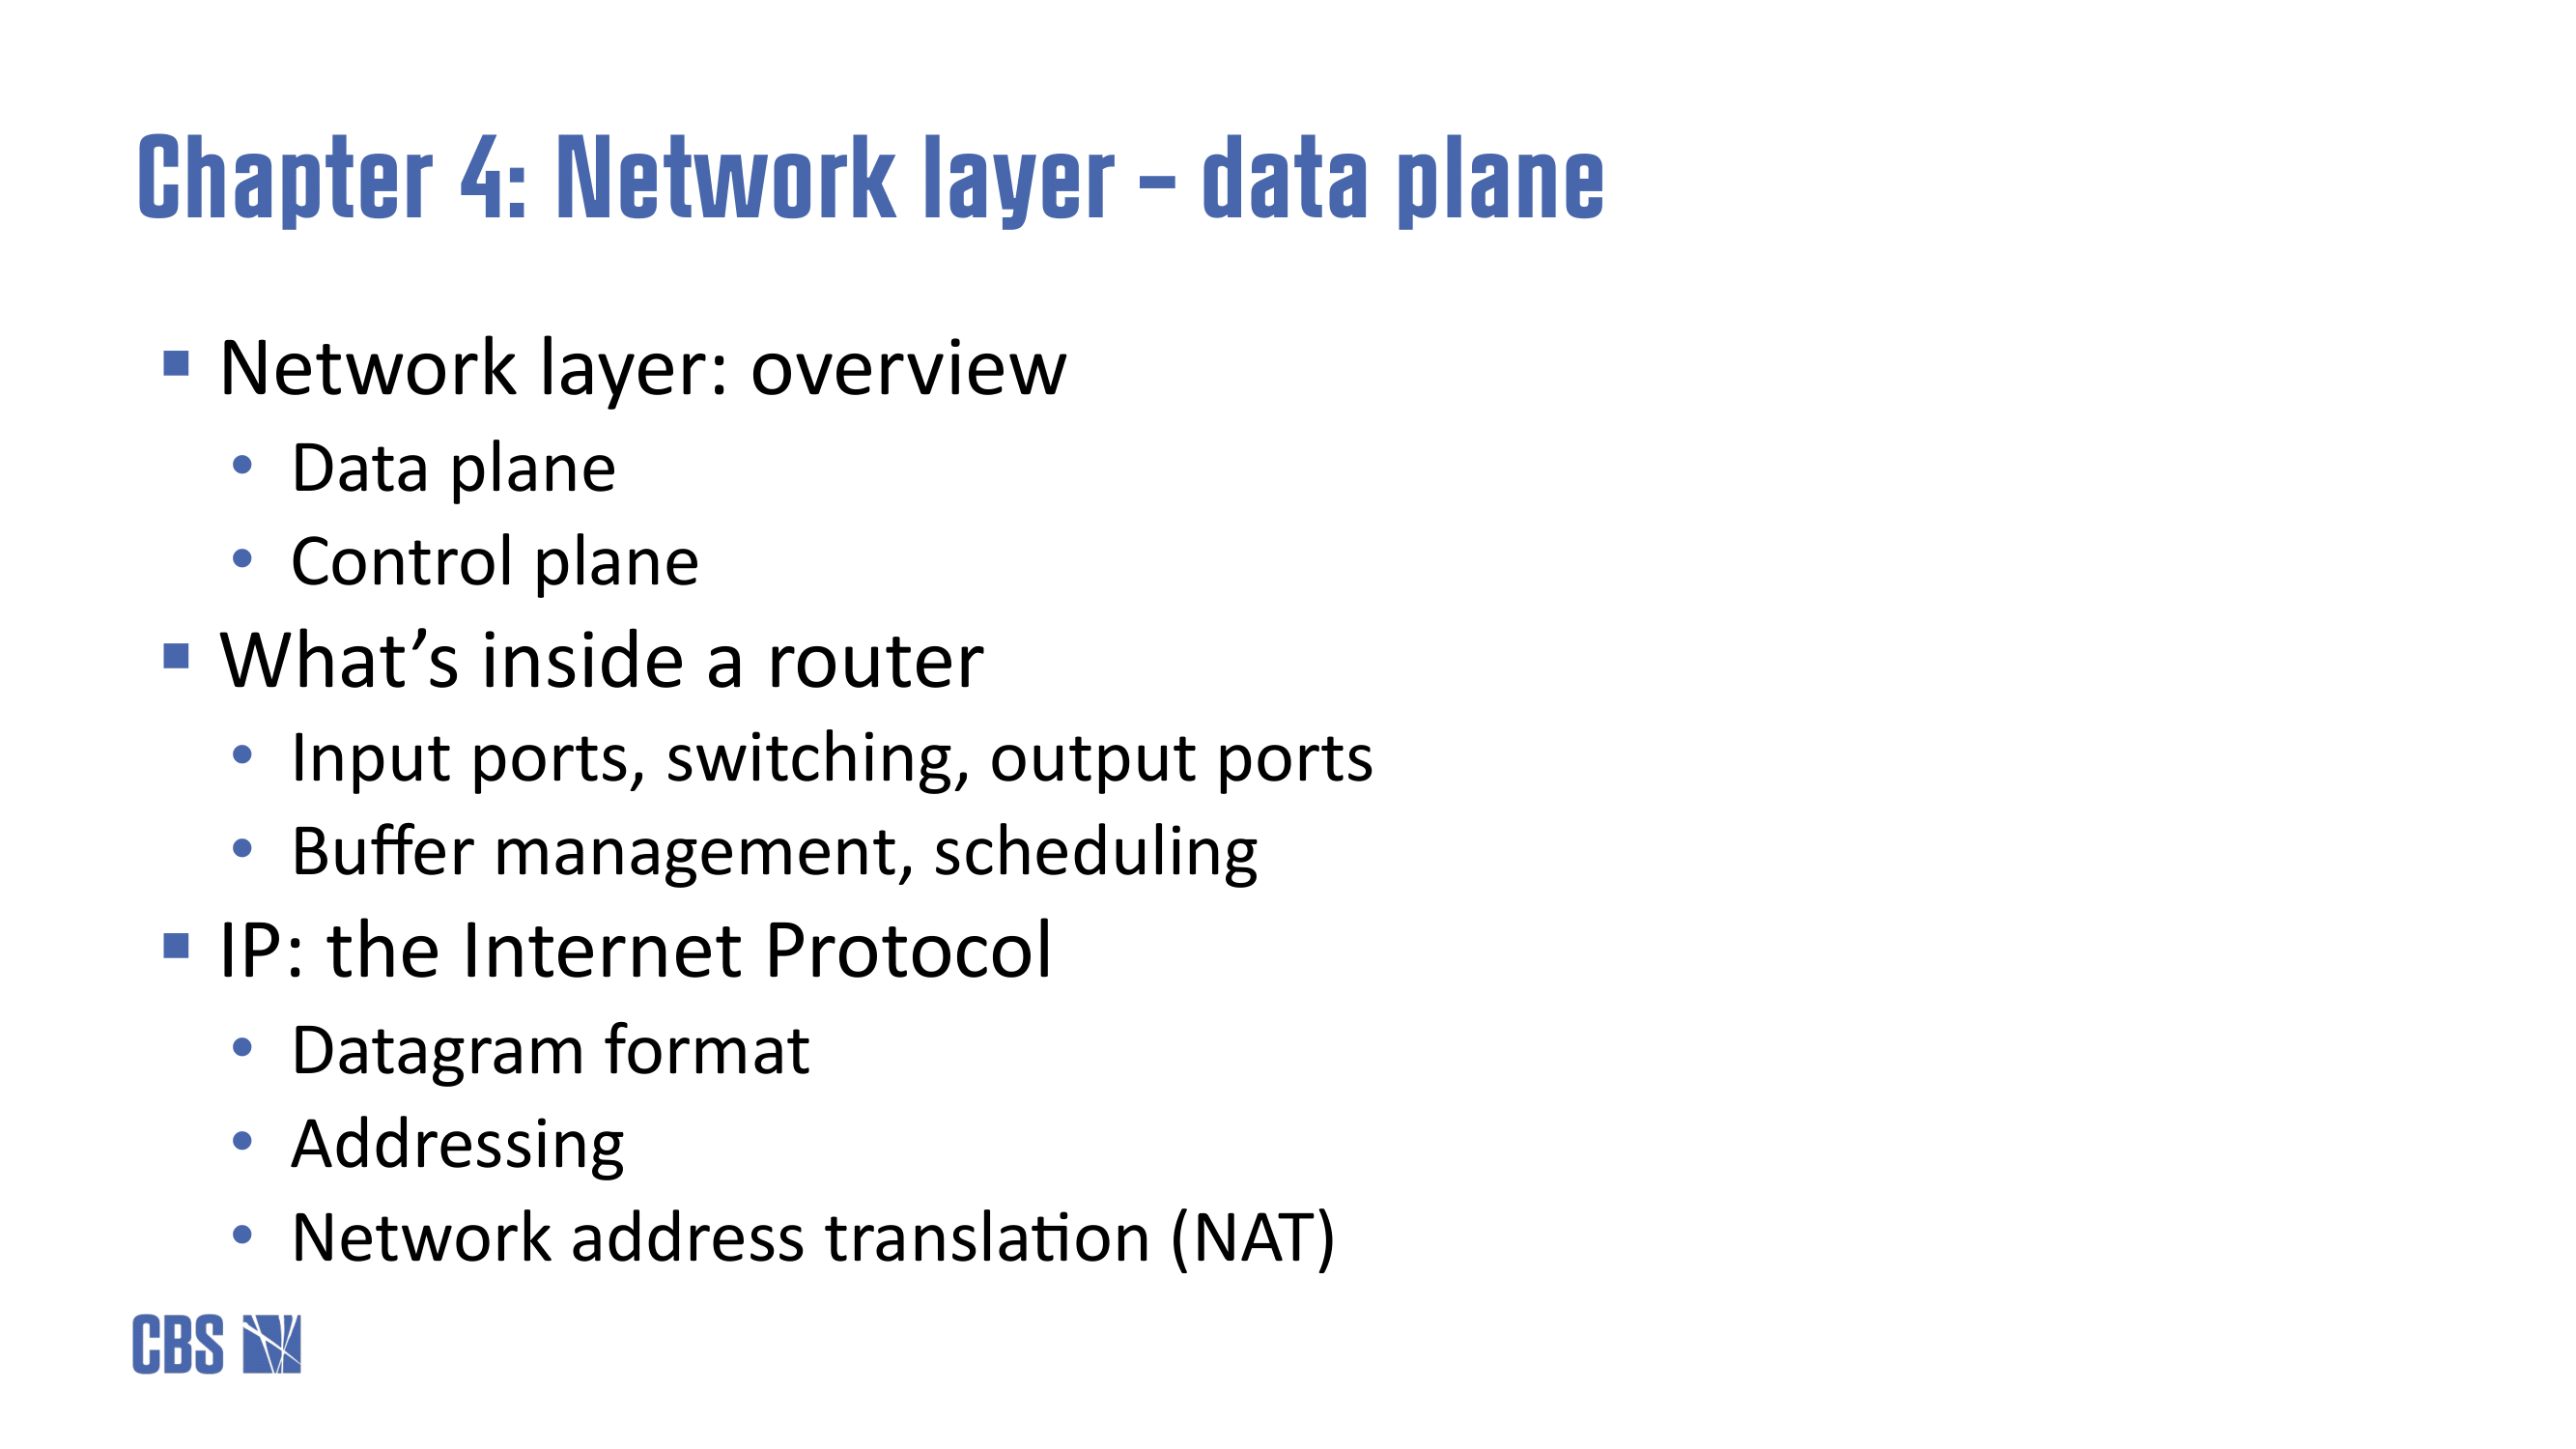 Chapter 4: Network layer – data plane
▪ Network layer: overview
• Data plane
• Control plane
▪ What’s inside a router
• Input ports, switching, output ports
• Buffer management, scheduling
▪ IP: the Internet Protocol
• Datagram format
• Addressing
• Network address translation (NAT)
CBS